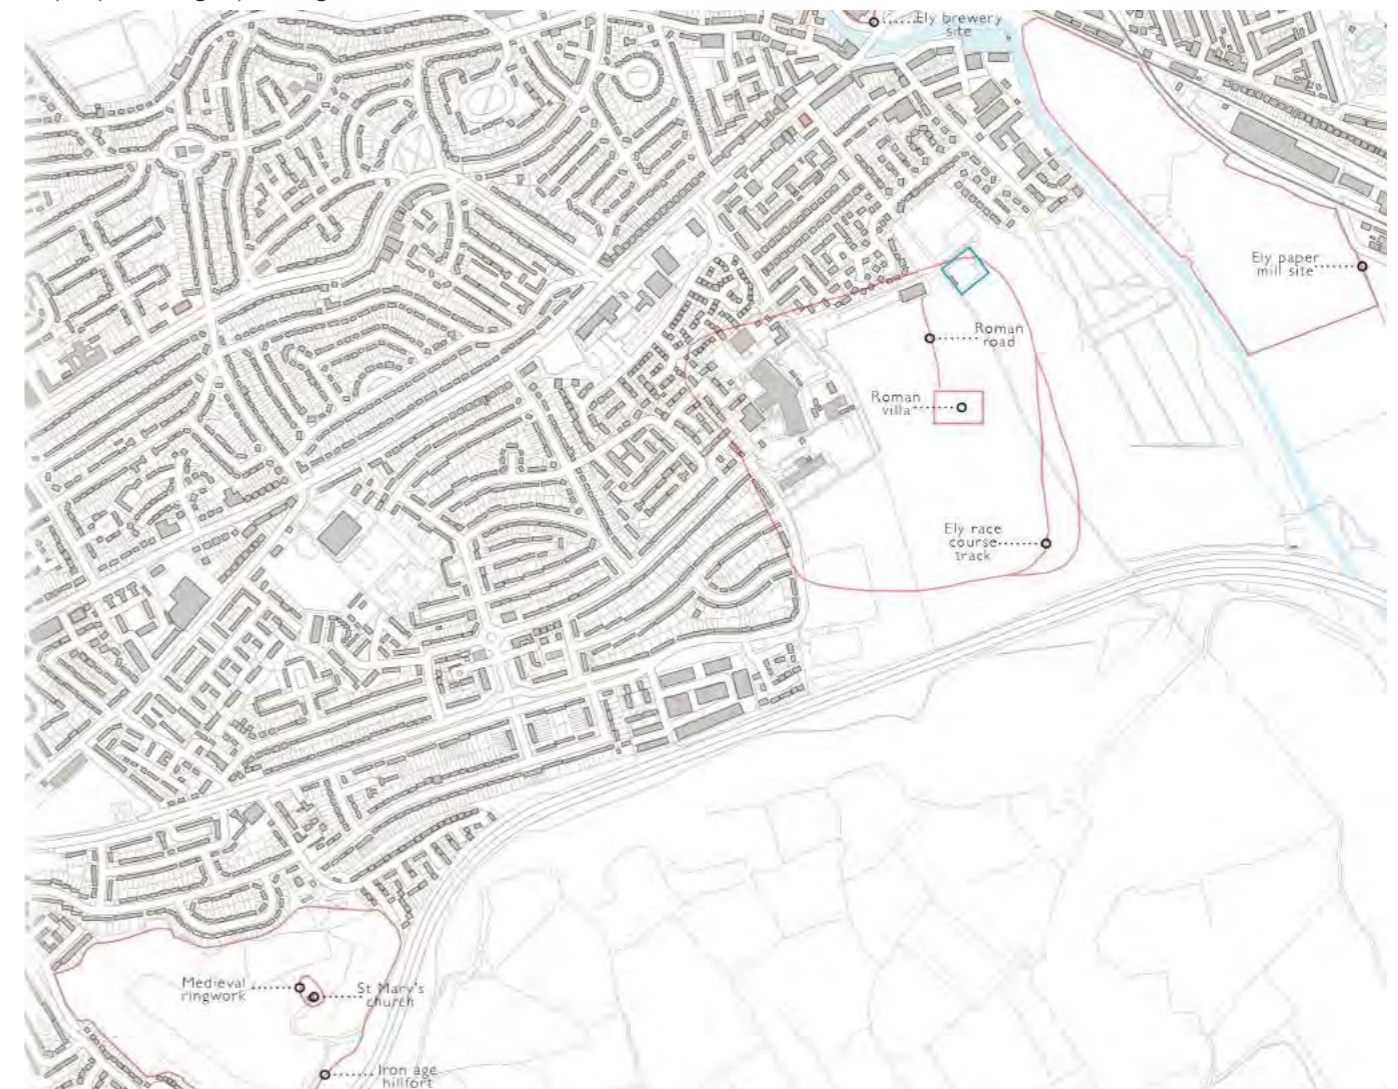 Ely brewery
site
Ely paper
mill site
Roman
road
Roman
villa
Ely race
course
track
Medieval
ringwork
St Mary's
church
Iron age
hillfort